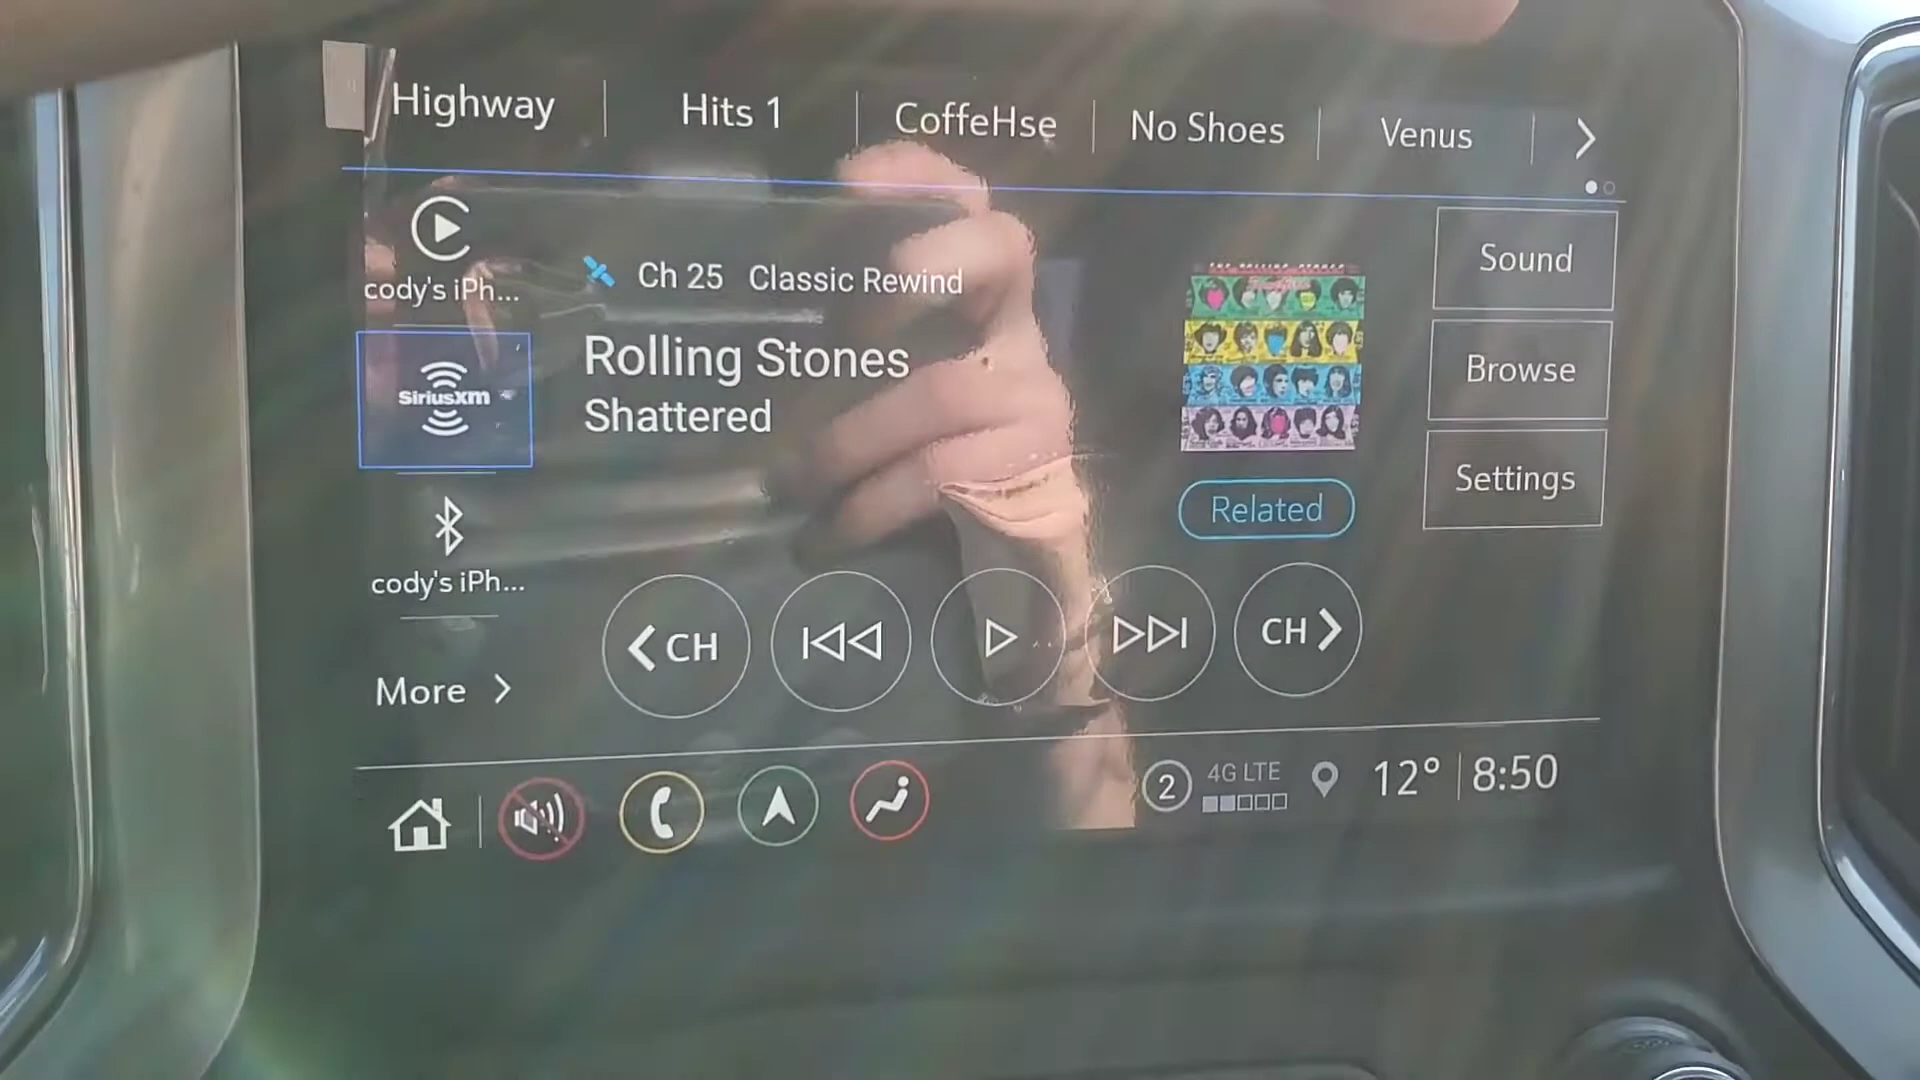 Highway
Hits 1
CoffeHse
No Shoes
Venus
cody's iPh...
Ch 25 Classic Rewind
Sound
SiriusXM
Rolling Stones
Shattered
Browse
Settings
Related
cody's iPh...
CH
CH
More
2
4G LTE
12°
8:50